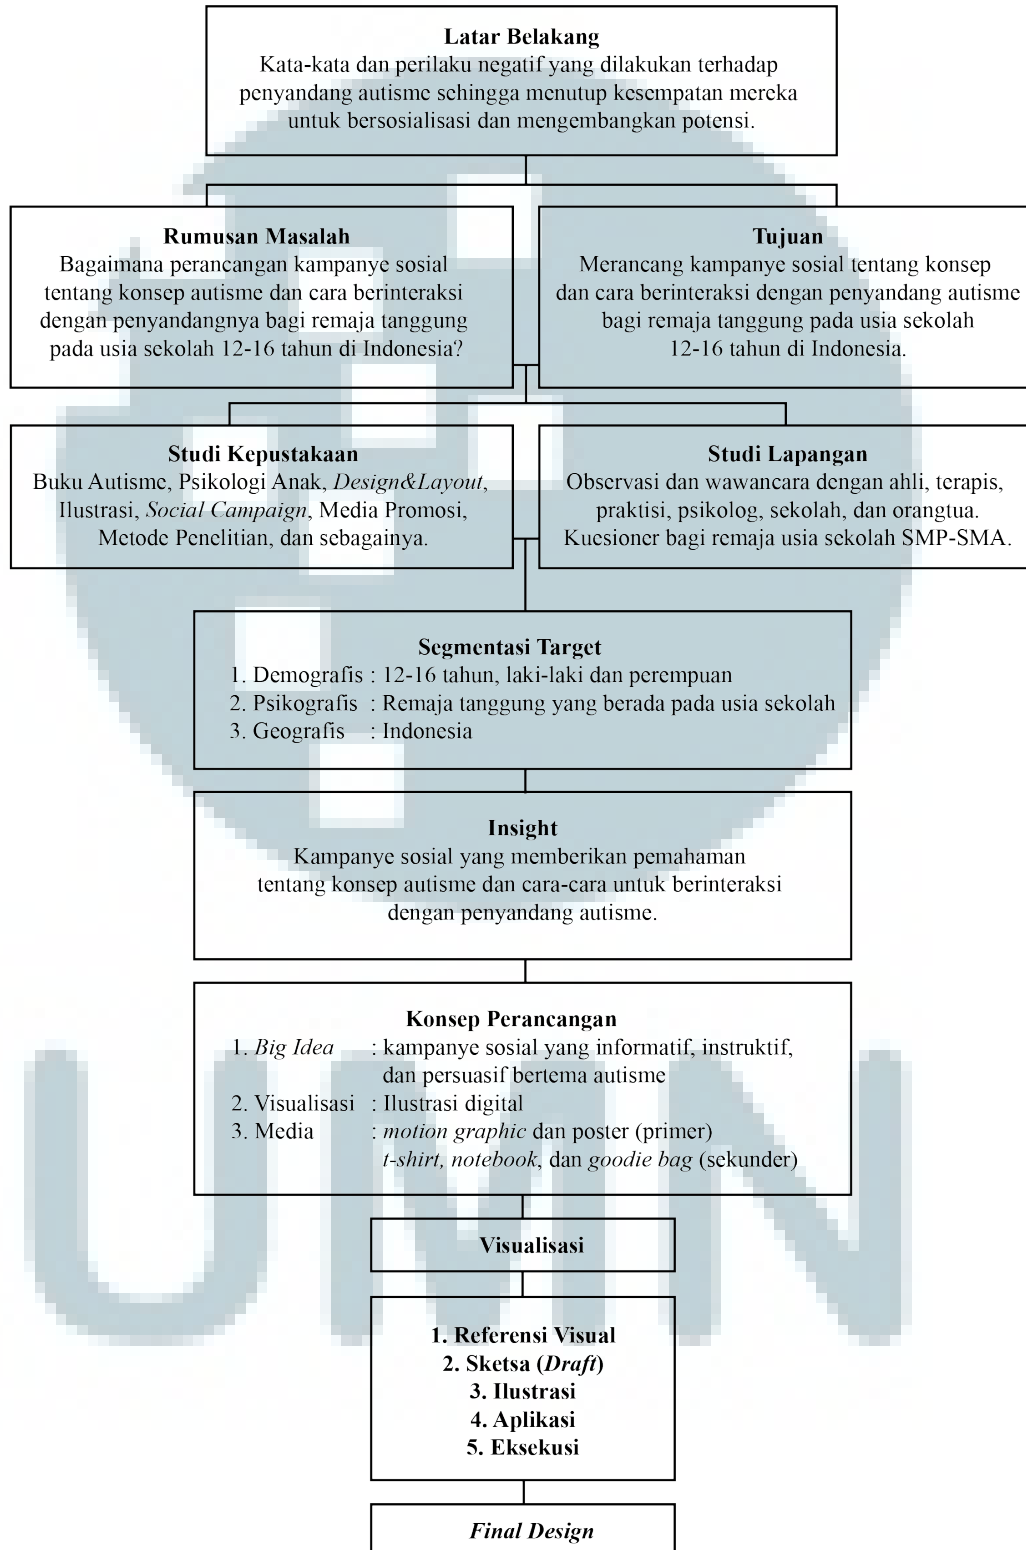 Latar Belakang
Kata-kata dan perilaku negatif yang dilakukan terhadap
penyandang autisme sehingga menutup kesempatan mereka
untuk bersosialisasi dan mengembangkan potensi.
Rumusan Masalah
Bagaimana perancangan kampanye sosial
tentang konsep autisme dan cara berinteraksi
dengan penyandangnya bagi remaja tanggung
pada usia sekolah 12-16 tahun di Indonesia?
Tujuan
Merancang kampanye sosial tentang konsep
dan cara berinteraksi dengan penyandang autisme
bagi remaja tanggung pada usia sekolah
12-16 tahun di Indonesia.
Studi Kepustakaan
Buku Autisme, Psikologi Anak, Design&Layout,
Ilustrasi, Social Campaign, Media Promosi,
Metode Penelitian, dan sebagainya.
Studi Lapangan
Observasi dan wawancara dengan ahli, terapis,
praktisi, psikolog, sekolah, dan orangtua.
Kuesioner bagi remaja usia sekolah SMP-SMA.
Segmentasi Target
1. Demografis : 12-16 tahun, laki-laki dan perempuan
2. Psikografis : Remaja tanggung yang berada pada usia sekolah
3. Geografis : Indonesia
Insight
Kampanye sosial yang memberikan pemahaman
tentang konsep autisme dan cara-cara untuk berinteraksi
dengan penyandang autisme.
Konsep Perancangan
1. Big Idea : kampanye sosial yang informatif, instruktif,
dan persuasif bertema autisme
2. Visualisasi : Ilustrasi digital
3. Media : motion graphic dan poster (primer)
t-shirt, notebook, dan goodie bag (sekunder)
UMN
Visualisasi
1. Referensi Visual
2. Sketsa (Draft)
3. Ilustrasi
4. Aplikasi
5. Eksekusi
Final Design